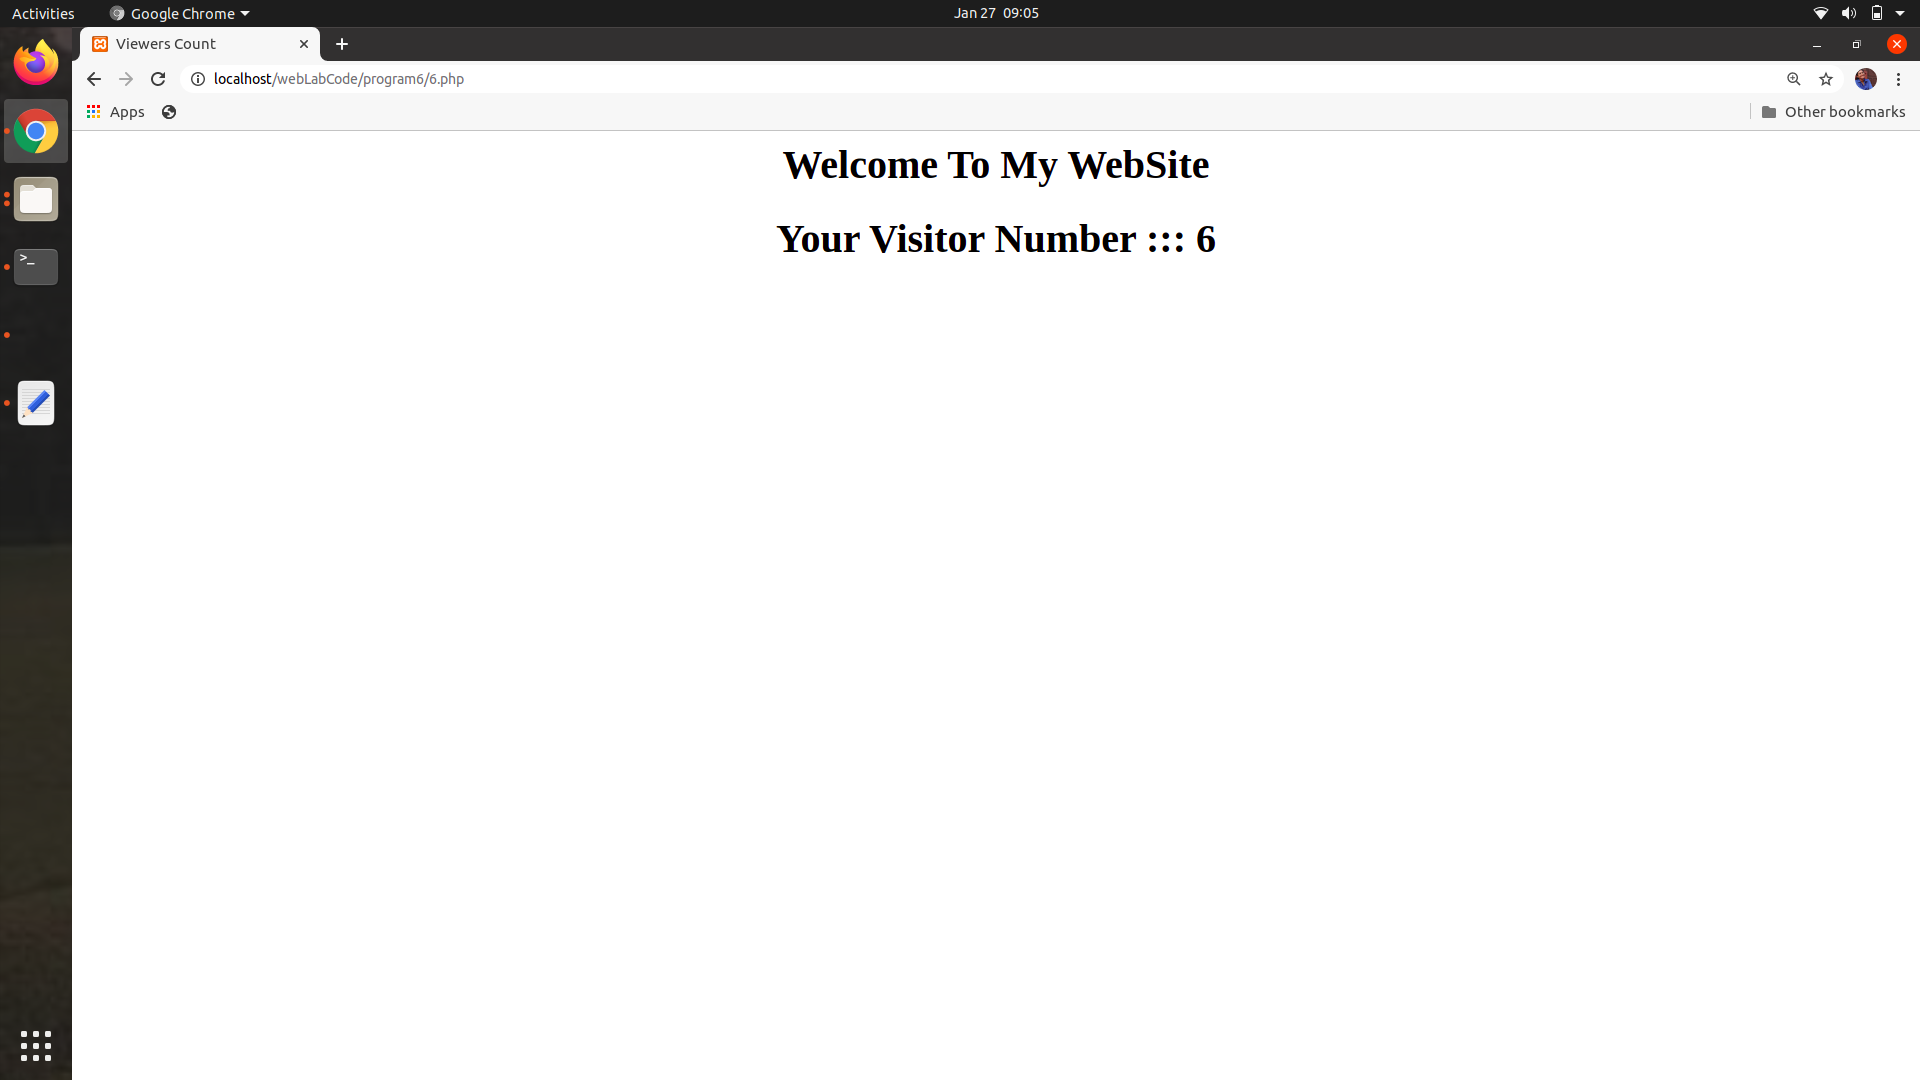 Activities
Google Chrome
Jan 27 09:05
Viewers Count
localhost/webLabCode/program6/6.php
Apps
Other bookmarks
>_
Welcome To My WebSite
Your Visitor Number ::: 6